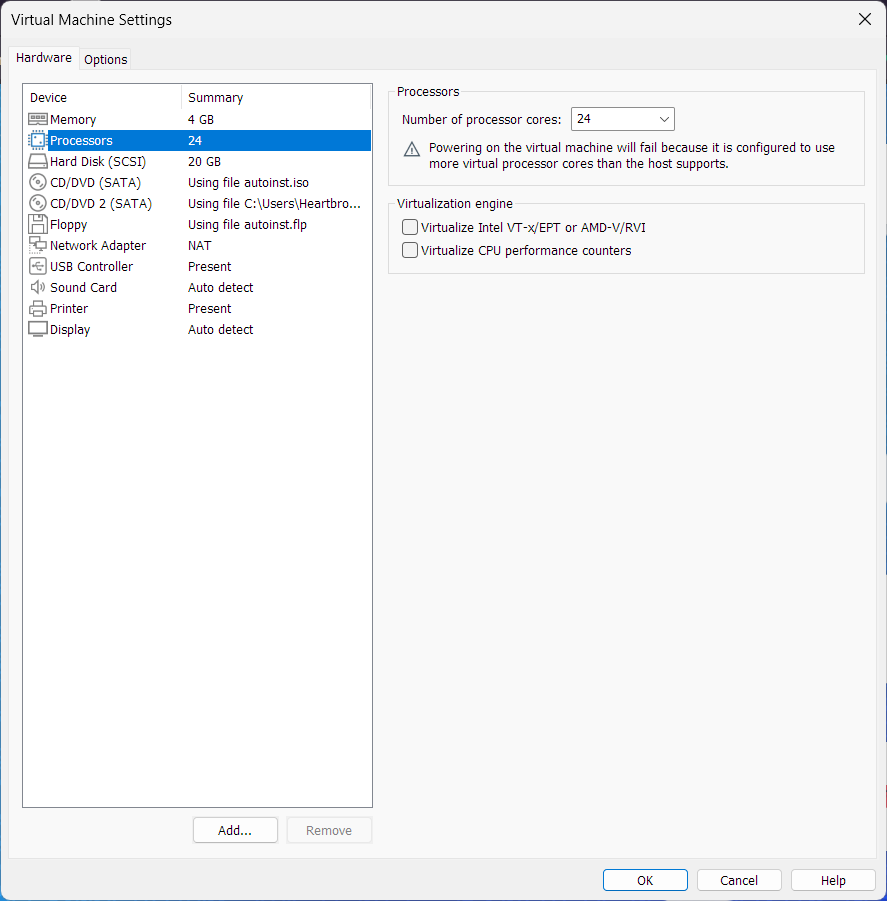 Virtual Machine Settings
Hardware
Options
Device Summary
Memory 4 GB
Processors 24
Hard Disk (SCSI) 20 GB
CD/DVD (SATA) Using file autoinst.iso
CD/DVD 2 (SATA) Using file C:\Users\Heartbro...
Floppy Using file autoinst.flp
Network Adapter NAT
USB Controller Present
Sound Card Auto detect
Printer Present
Display Auto detect
Add...
Remove
Processors
Number of processor cores: 24
Powering on the virtual machine will fail because it is configured to use
more virtual processor cores than the host supports.
Virtualization engine
Virtualize Intel VT-x/EPT or AMD-V/RVI
Virtualize CPU performance counters
OK
Cancel
Help